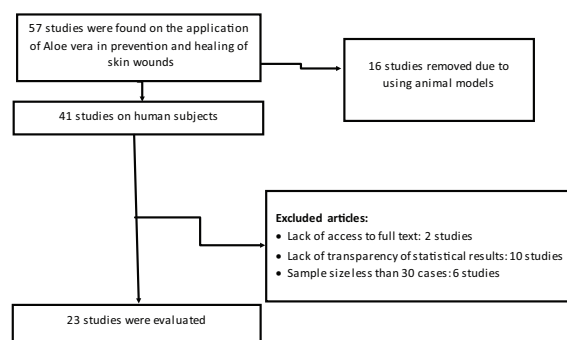 57 studies were found on the application
of Aloe vera in prevention and healing of
skin wounds
16 studies removed due to
using animal models
41 studies on human subjects
Excluded articles:
• Lack of access to full text: 2 studies
• Lack of transparency of statistical results: 10 studies
• Sample size less than 30 cases: 6 studies
23 studies were evaluated